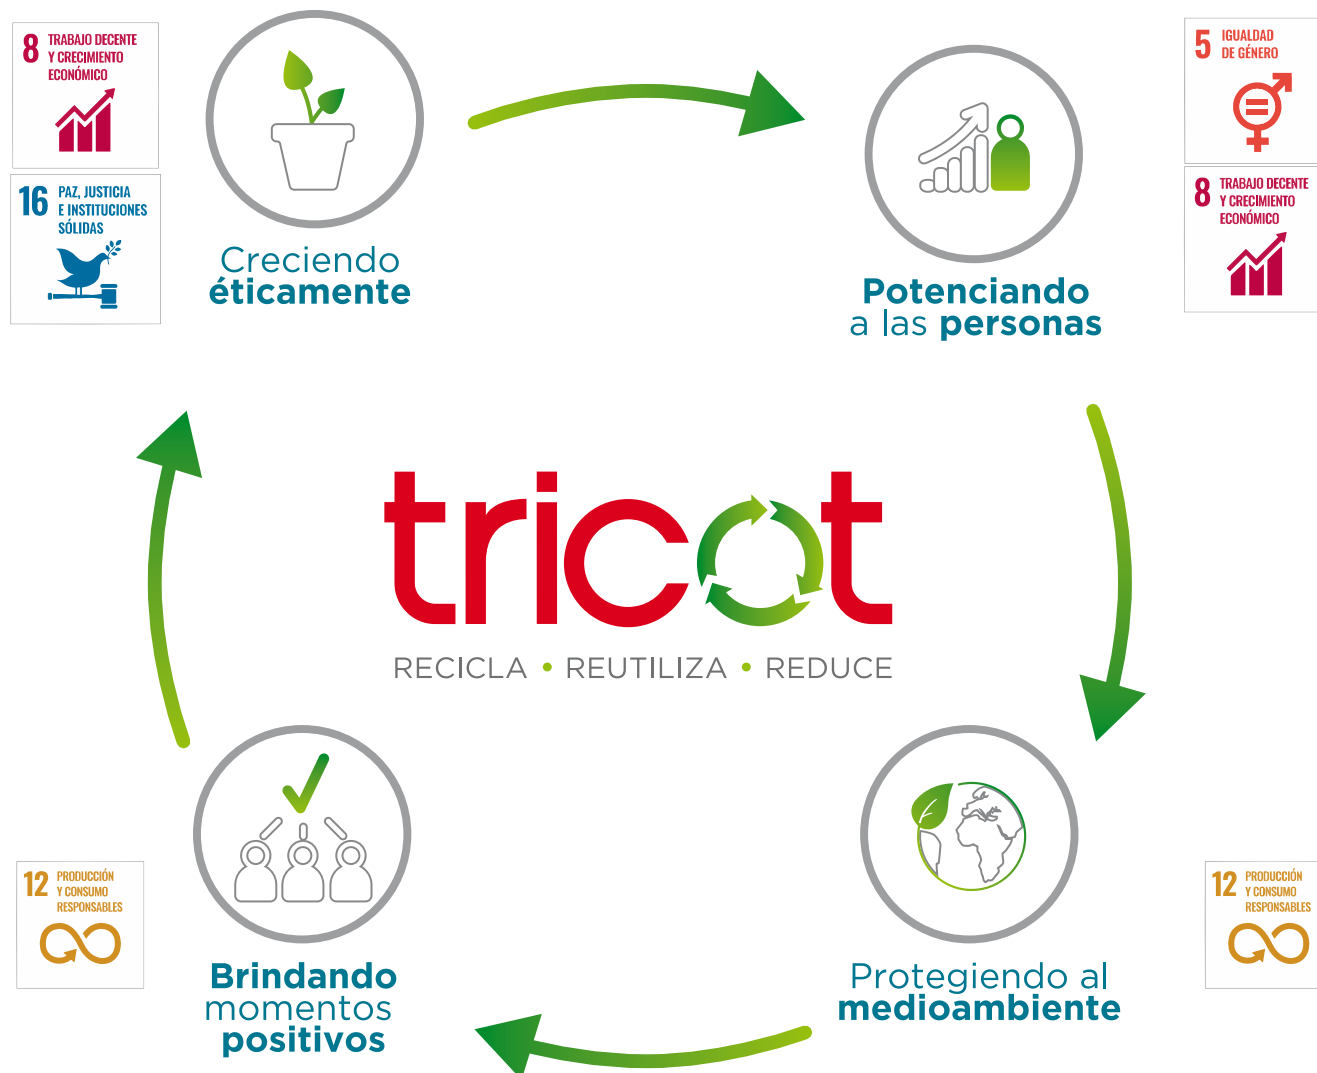 8 TRABAJO DECENTE
Y CRECIMIENTO
ECONÓMICO
16 PAZ, JUSTICIA
E INSTITUCIONES
SÓLIDAS
Creciendo
éticamente
5 IGUALDAD
DE GÉNERO
8 TRABAJO DECENTE
Y CRECIMIENTO
ECONÓMICO
Potenciando
a las personas
tricot
RECICLA • REUTILIZA • REDUCE
12 PRODUCCIÓN
Y CONSUMO
RESPONSABLES
Brindando
momentos
positivos
12 PRODUCCIÓN
Y CONSUMO
RESPONSABLES
Protegiendo al
medioambiente